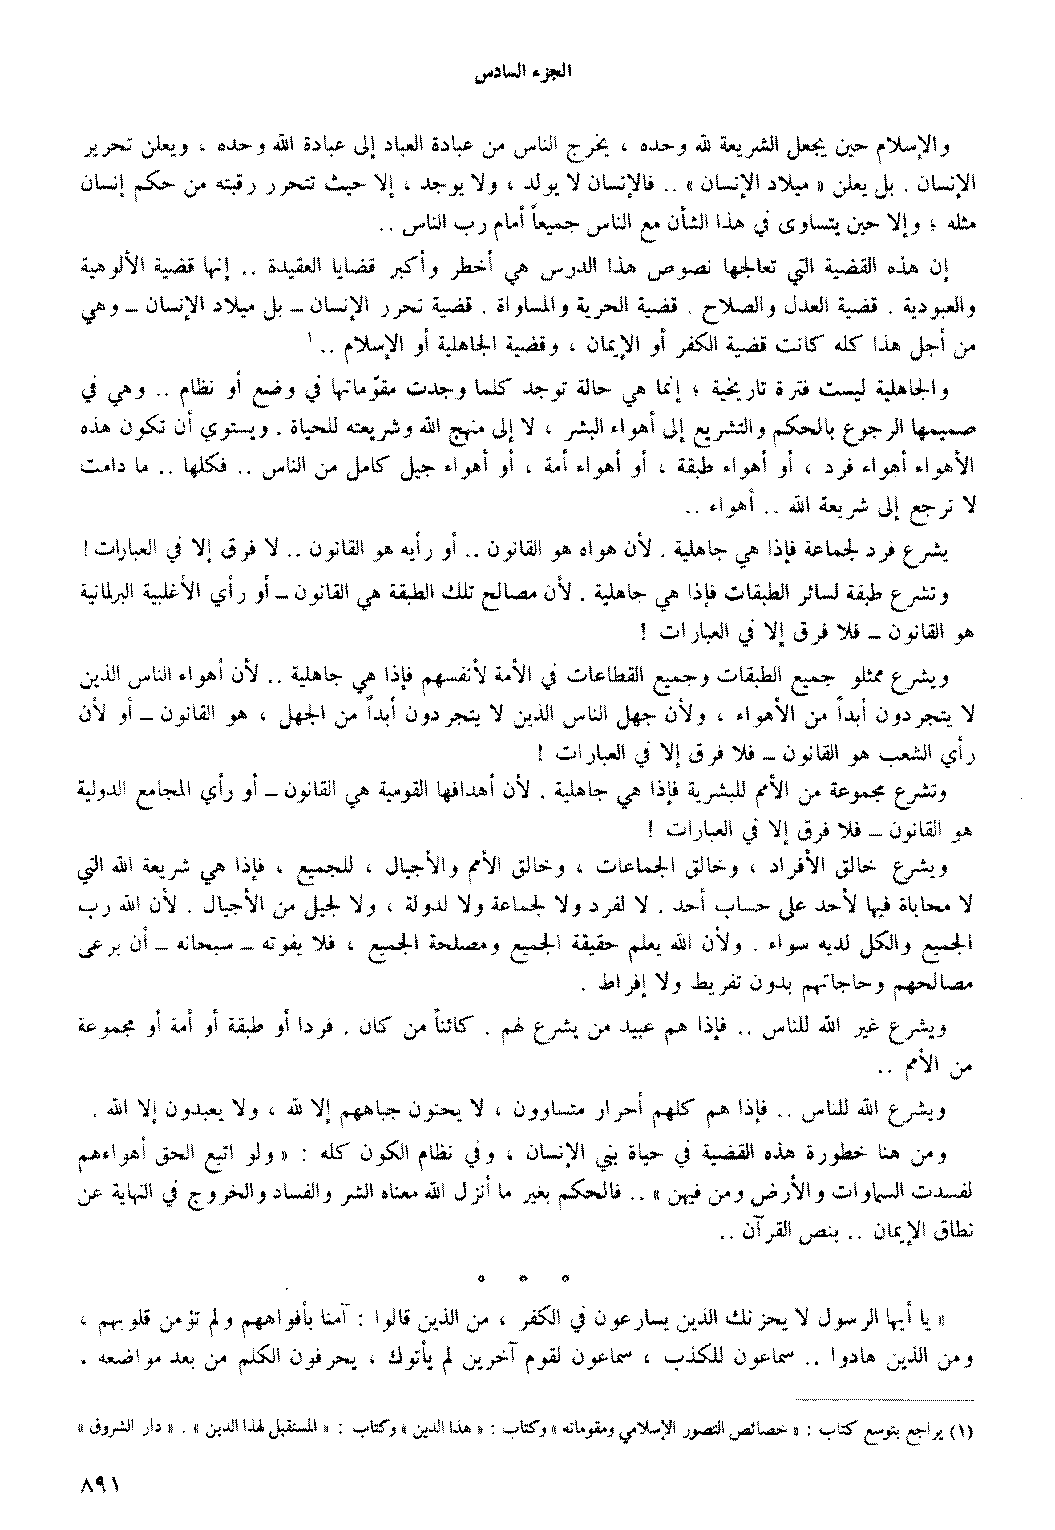 الجزء السادس
والإسلام حين يجعل الشريعة لله وحده ، يخرج الناس من عبادة العباد إلى عبادة الله وحده ، ويعلن تحرير
الإنسان . بل يعلن « ميلاد الإنسان » .. فالإنسان لا يولد ، ولا يوجد ، إلا حيث تتحرر رقبته من حكم إنسان
مثله ؛ وإلا حين يتساوى في هذا الشأن مع الناس جميعاً أمام رب الناس ..
إن هذه القضية التي تعالجها نصوص هذا الدرس هي أخطر وأكبر قضايا العقيدة .. إنها قضية الألوهية
والعبودية . قضية العدل والصلاح . قضية الحرية والمساواة . قضية تحرر الإنسان – بل ميلاد الإنسان – وهي
من أجل هذا كله كانت قضية الكفر أو الإيمان ، وقضية الجاهلية أو الإسلام .. ١
والجاهلية ليست فترة تاريخية ؛ إنما هي حالة توجد كلما وجدت مقوّماتها في وضع أو نظام .. وهي في
صميمها الرجوع بالحكم والتشريع إلى أهواء البشر ، لا إلى منهج الله وشريعته للحياة . ويستوي أن تكون هذه
الأهواء أهواء فرد ، أو أهواء طبقة ، أو أهواء أمة ، أو أهواء جيل كامل من الناس .. فكلها .. ما دامت
لا ترجع إلى شريعة الله .. أهواء ..
يشرع فرد لجماعة فإذا هي جاهلية . لأن هواه هو القانون .. أو رأيه هو القانون .. لا فرق إلا في العبارات !
وتشرع طبقة لسائر الطبقات فإذا هي جاهلية . لأن مصالح تلك الطبقة هي القانون – أو رأي الأغلبية البرلمانية
هو القانون – فلا فرق إلا في العبارات !
ويشرع ممثلو جميع الطبقات وجميع القطاعات في الأمة لأنفسهم فإذا هي جاهلية .. لأن أهواء الناس الذين
لا يتجردون أبداً من الأهواء ، ولأن جهل الناس الذين لا يتجردون أبداً من الجهل ، هو القانون – أو لأن
رأي الشعب هو القانون – فلا فرق إلا في العبارات !
وتشرع مجموعة من الأمم للبشرية فإذا هي جاهلية . لأن أهدافها القومية هي القانون – أو رأي المجامع الدولية
هو القانون – فلا فرق إلا في العبارات !
ويشرع خالق الأفراد ، وخالق الجماعات ، وخالق الأمم والأجيال ، للجميع ، فإذا هي شريعة الله التي
لا محاباة فيها لأحد على حساب أحد . لا لفرد ولا لجماعة ولا لدولة ، ولا لجيل من الأجيال . لأن الله رب
الجميع والكل لديه سواء . ولأن الله يعلم حقيقة الجميع ومصلحة الجميع ، فلا يفوته – سبحانه – أن يرعى
مصالحهم وحاجاتهم بدون تفريط ولا إفراط .
ويشرع غير الله للناس .. فإذا هم عبيد من يشرع لهم . كائناً من كان . فردا أو طبقة أو أمة أو مجموعة
من الأمم ..
ويشرع الله للناس .. فإذا هم كلهم أحرار متساوون ، لا يحنون جباههم إلا لله ، ولا يعبدون إلا الله .
ومن هنا خطورة هذه القضية في حياة بني الإنسان ، وفي نظام الكون كله : « ولو اتبع الحق أهواءهم
لفسدت السماوات والأرض ومن فيهن » .. فالحكم بغير ما أنزل الله معناه الشر والفساد والخروج في النهاية عن
نطاق الإيمان .. بنص القرآن ..
* * *
« يا أيها الرسول لا يحزنك الذين يسارعون في الكفر ، من الذين قالوا : آمنا بأفواههم ولم تؤمن قلوبهم ،
ومن الذين هادوا .. سماعون للكذب ، سماعون لقوم آخرين لم يأتوك ، يحرفون الكلم من بعد مواضعه .
(١) يراجع بتوسع كتاب : « خصائص التصور الإسلامي ومقوماته » وكتاب : « هذا الدين » وكتاب : « المستقبل لهذا الدين » . « دار الشروق »
٨٩١